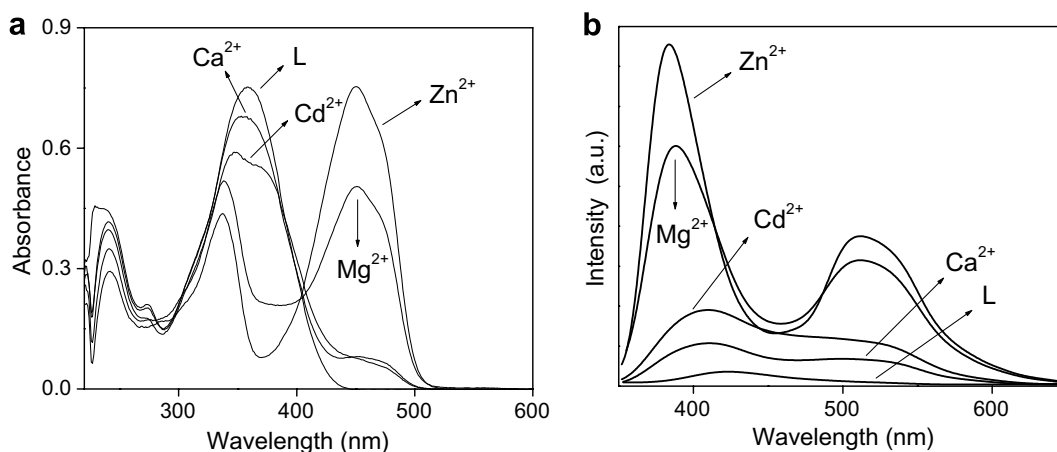 a
0.9
0.6
0.3
0.0
Absorbance
300
400
500
600
Wavelength (nm)
Ca²⁺
L
Cd²⁺
Zn²⁺
Mg²⁺
b
Intensity (a.u.)
400
500
600
Wavelength (nm)
Zn²⁺
Mg²⁺
Cd²⁺
Ca²⁺
L